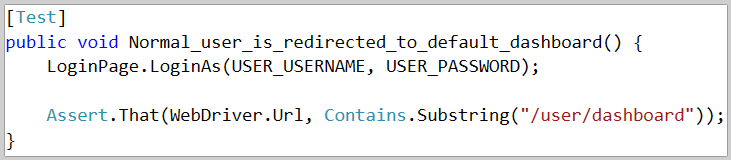 [Test]
public void Normal_user_is_redirected_to_default_dashboard() {
    LoginPage.LoginAs(USER_USERNAME, USER_PASSWORD);
    Assert.That(WebDriver.Url, Contains.Substring("/user/dashboard"));
}